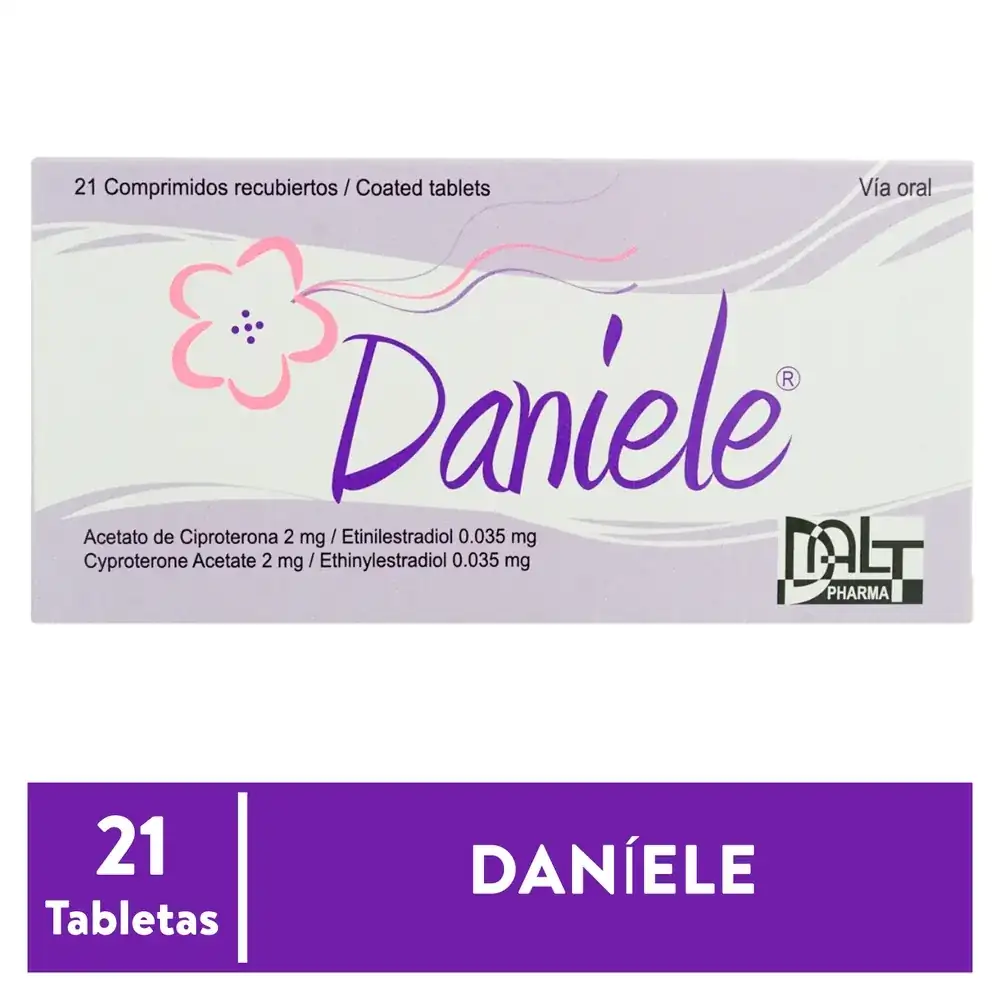 21 Comprimidos recubiertos / Coated tablets
Vía oral
Daniele®
Acetato de Ciproterona 2 mg / Etinilestradiol 0.035 mg
Cyproterone Acetate 2 mg / Ethinylestradiol 0.035 mg
DALT
PHARMA
21
Tabletas
DANÍELE